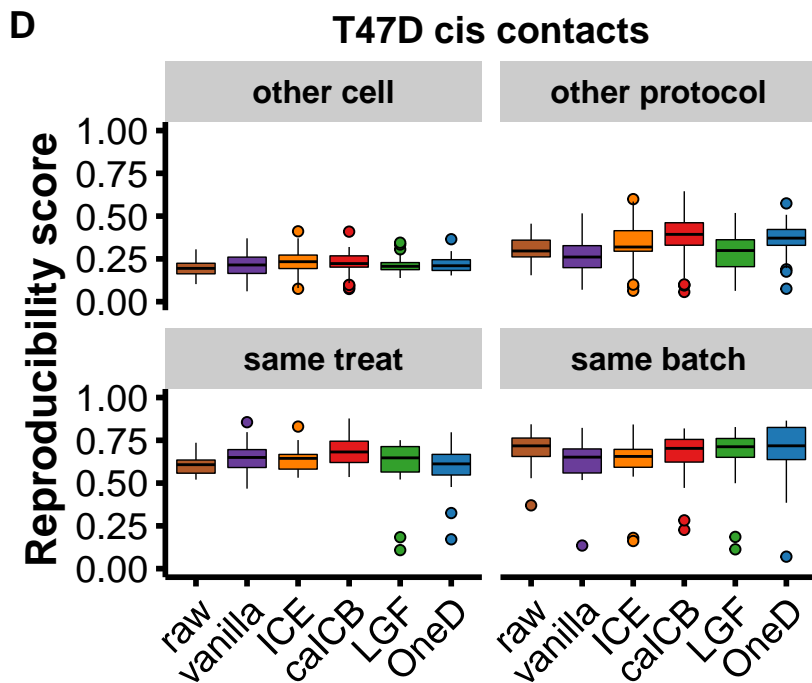 D
T47D cis contacts
other cell
other protocol
Reproducibility score
1.00
0.75
0.50
0.25
0.00
same treat
same batch
1.00
0.75
0.50
0.25
0.00
raw
vanilla
ICE
calCB
LGF
OneD
raw
vanilla
ICE
calCB
LGF
OneD